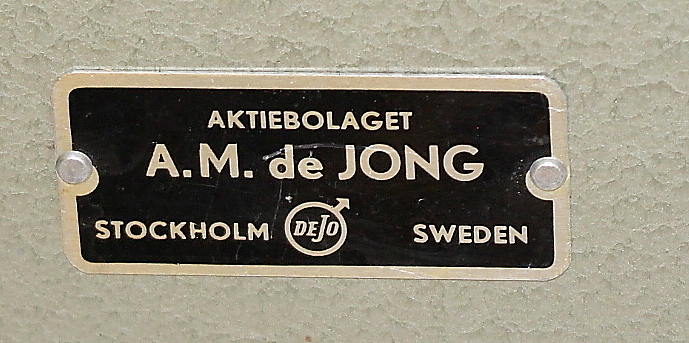 AKTIEBOLAGET
A.M. de JONG
STOCKHOLM DEJO SWEDEN